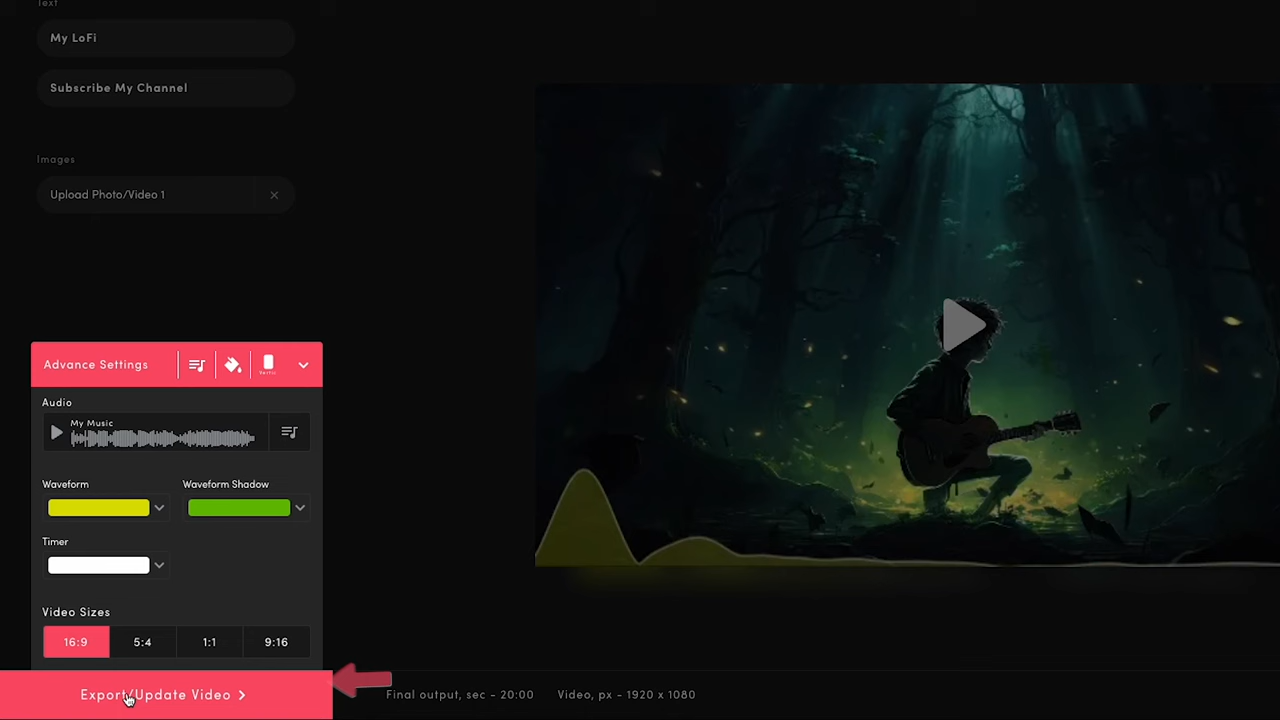 Text
My LoFi
Subscribe My Channel
Images
Upload Photo/Video 1
Advance Settings
Vertic
Audio
My Music
Waveform
Waveform Shadow
Timer
Video Sizes
16:9 5:4 1:1 9:16
Export/Update Video
Final output, sec - 20:00 Video, px - 1920 x 1080